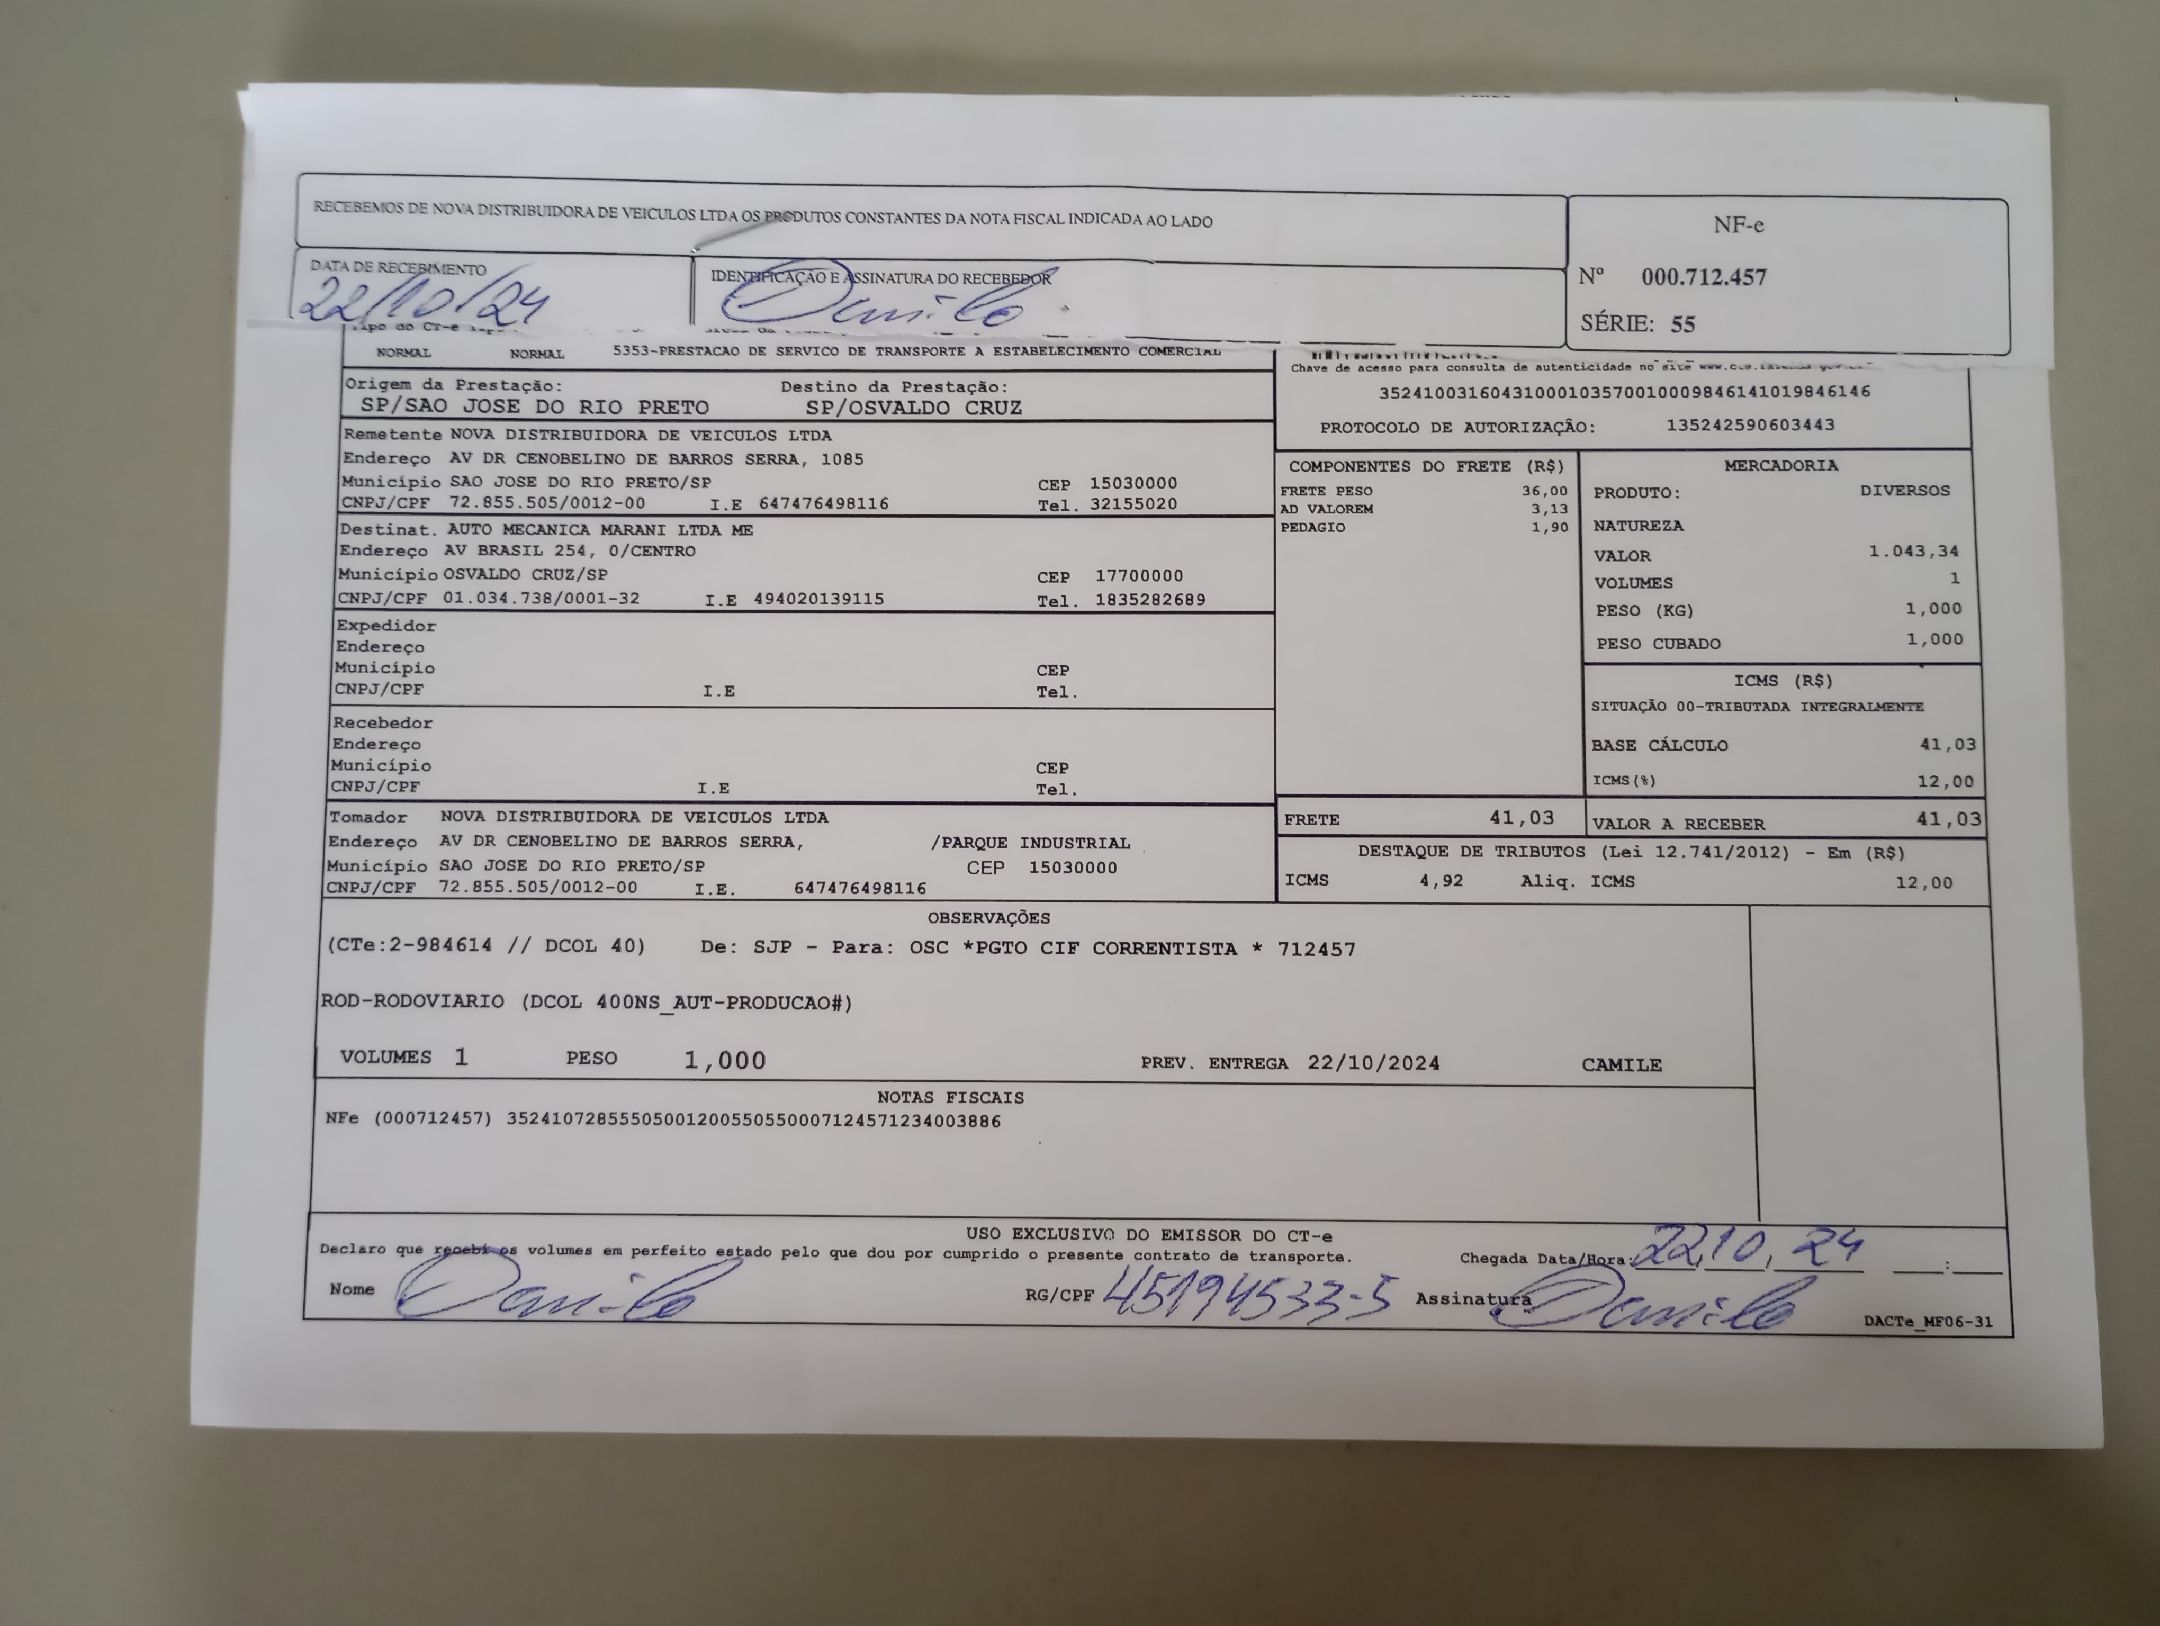 RECEBEMOS DE NOVA DISTRIBUIDORA DE VEICULOS LTDA OS PRODUTOS CONSTANTES DA NOTA FISCAL INDICADA AO LADO
NF-e
Nº 000.712.457
SÉRIE: 55
DATA DE RECEBIMENTO
22/10/24
IDENTIFICAÇÃO E ASSINATURA DO RECEBEDOR
Danilo
Tipo do CT-e
NORMAL NORMAL 5353-PRESTACAO DE SERVICO DE TRANSPORTE A ESTABELECIMENTO COMERCIAL
Chave de acesso para consulta de autenticidade no site
35241003160431000103570010009846141019846146
PROTOCOLO DE AUTORIZAÇÃO: 135242590603443
Origem da Prestação: Destino da Prestação:
SP/SAO JOSE DO RIO PRETO SP/OSVALDO CRUZ
Remetente NOVA DISTRIBUIDORA DE VEICULOS LTDA
Endereço AV DR CENOBELINO DE BARROS SERRA, 1085
Município SAO JOSE DO RIO PRETO/SP CEP 15030000
CNPJ/CPF 72.855.505/0012-00 I.E 647476498116 Tel. 32155020
Destinat. AUTO MECANICA MARANI LTDA ME
Endereço AV BRASIL 254, 0/CENTRO
Município OSVALDO CRUZ/SP CEP 17700000
CNPJ/CPF 01.034.738/0001-32 I.E 494020139115 Tel. 1835282689
Expedidor
Endereço
Município CEP
CNPJ/CPF I.E Tel.
Recebedor
Endereço
Município CEP
CNPJ/CPF I.E Tel.
Tomador NOVA DISTRIBUIDORA DE VEICULOS LTDA
Endereço AV DR CENOBELINO DE BARROS SERRA, /PARQUE INDUSTRIAL
Município SAO JOSE DO RIO PRETO/SP CEP 15030000
CNPJ/CPF 72.855.505/0012-00 I.E. 647476498116
COMPONENTES DO FRETE (R$)
FRETE PESO 36,00
AD VALOREM 3,13
PEDAGIO 1,90
MERCADORIA
PRODUTO: DIVERSOS
NATUREZA
VALOR 1.043,34
VOLUMES 1
PESO (KG) 1,000
PESO CUBADO 1,000
ICMS (R$)
SITUAÇÃO 00-TRIBUTADA INTEGRALMENTE
BASE CÁLCULO 41,03
ICMS(%) 12,00
FRETE 41,03 VALOR A RECEBER 41,03
DESTAQUE DE TRIBUTOS (Lei 12.741/2012) - Em (R$)
ICMS 4,92 Aliq. ICMS 12,00
OBSERVAÇÕES
(CTe:2-984614 // DCOL 40) De: SJP - Para: OSC *PGTO CIF CORRENTISTA * 712457
ROD-RODOVIARIO (DCOL 400NS_AUT-PRODUCAO#)
VOLUMES 1 PESO 1,000 PREV. ENTREGA 22/10/2024 CAMILE
NOTAS FISCAIS
NFe (000712457) 35241072855505001200550550007124571234003886
USO EXCLUSIVO DO EMISSOR DO CT-e
Declaro que recebi os volumes em perfeito estado pelo que dou por cumprido o presente contrato de transporte. Chegada Data/Hora: 22,10,24 :
Nome Danilo RG/CPF 45194533-5 Assinatura Danilo
DACTe_MF06-31